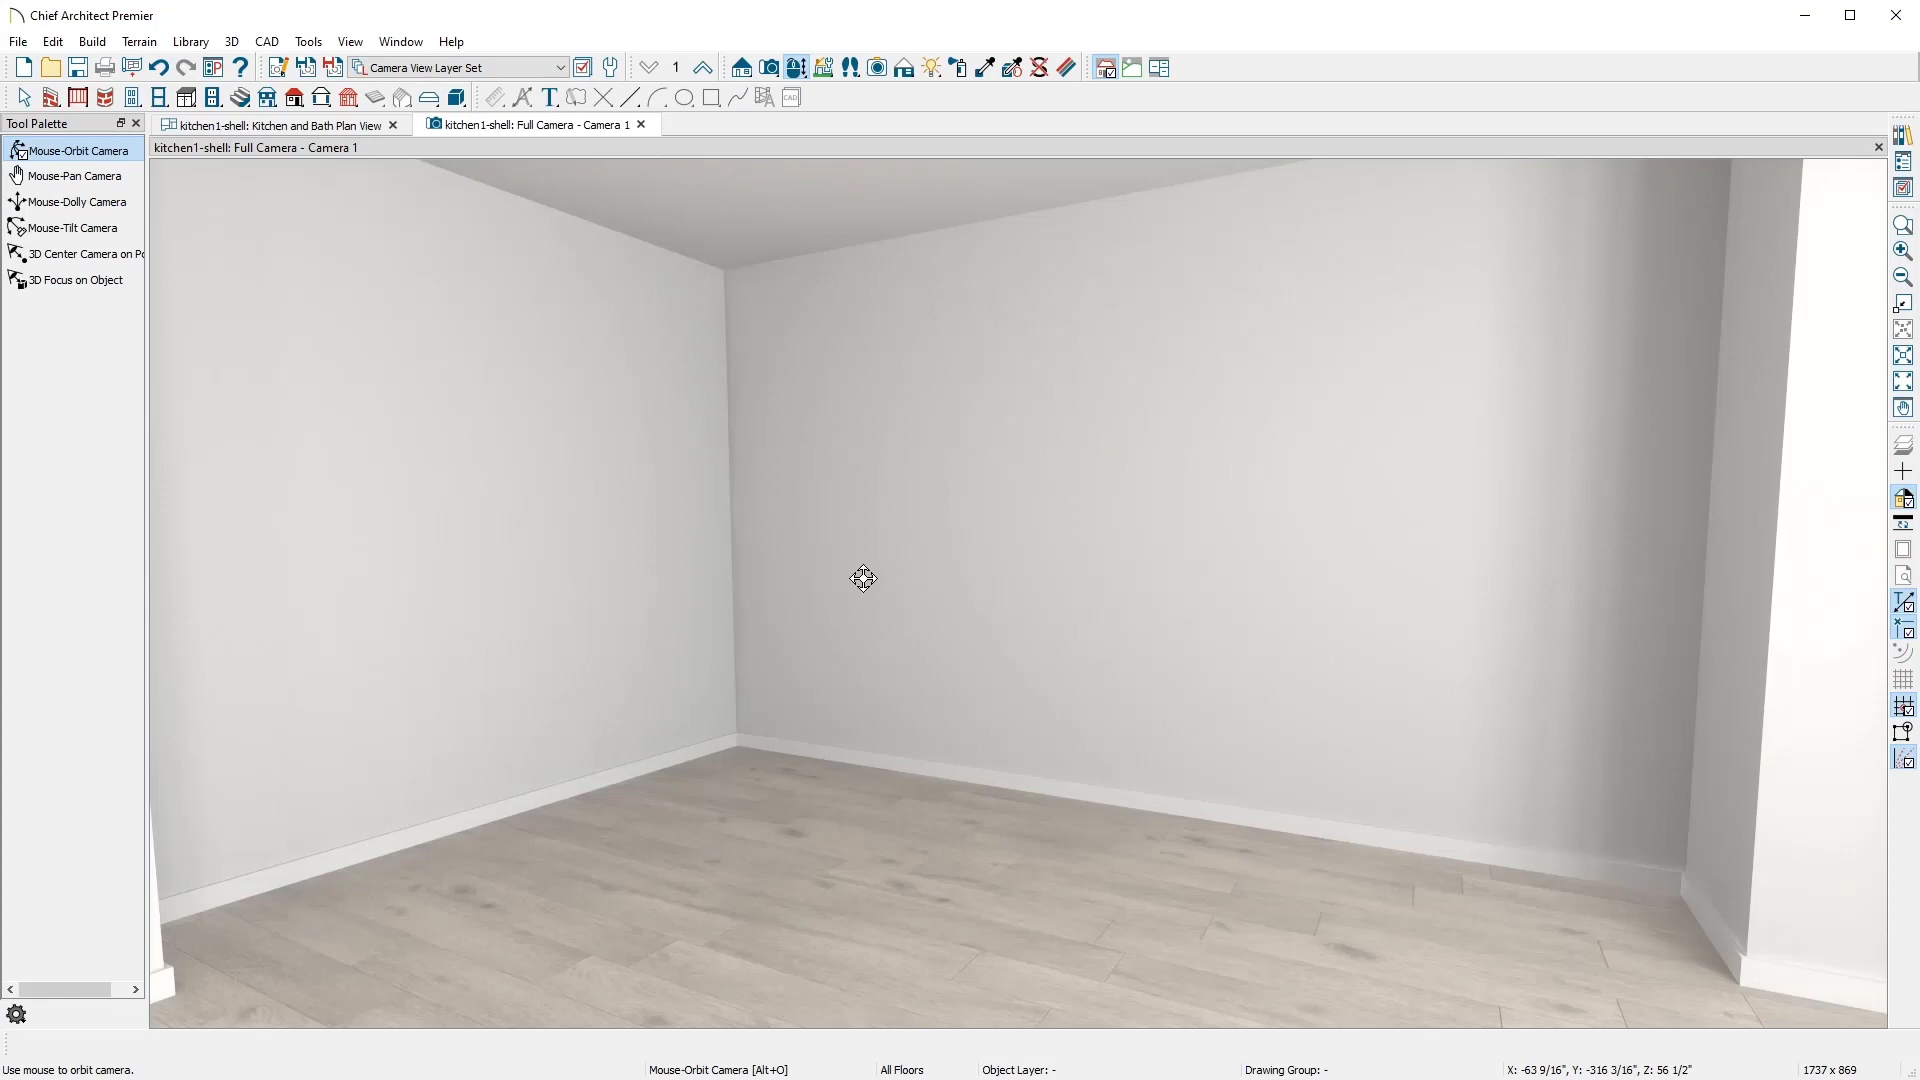 Chief Architect Premier
File Edit Build Terrain Library 3D CAD Tools View Window Help
Camera View Layer Set 1
T CAD
Tool Palette
kitchen1-shell: Kitchen and Bath Plan View
kitchen1-shell: Full Camera - Camera 1
kitchen1-shell: Full Camera - Camera 1
Mouse-Orbit Camera
Mouse-Pan Camera
Mouse-Dolly Camera
Mouse-Tilt Camera
3D Center Camera on Po
3D Focus on Object
Use mouse to orbit camera. Mouse-Orbit Camera [Alt+O] All Floors Object Layer: - Drawing Group: - X: -63 9/16", Y: -316 3/16", Z: 56 1/2" 1737 x 869